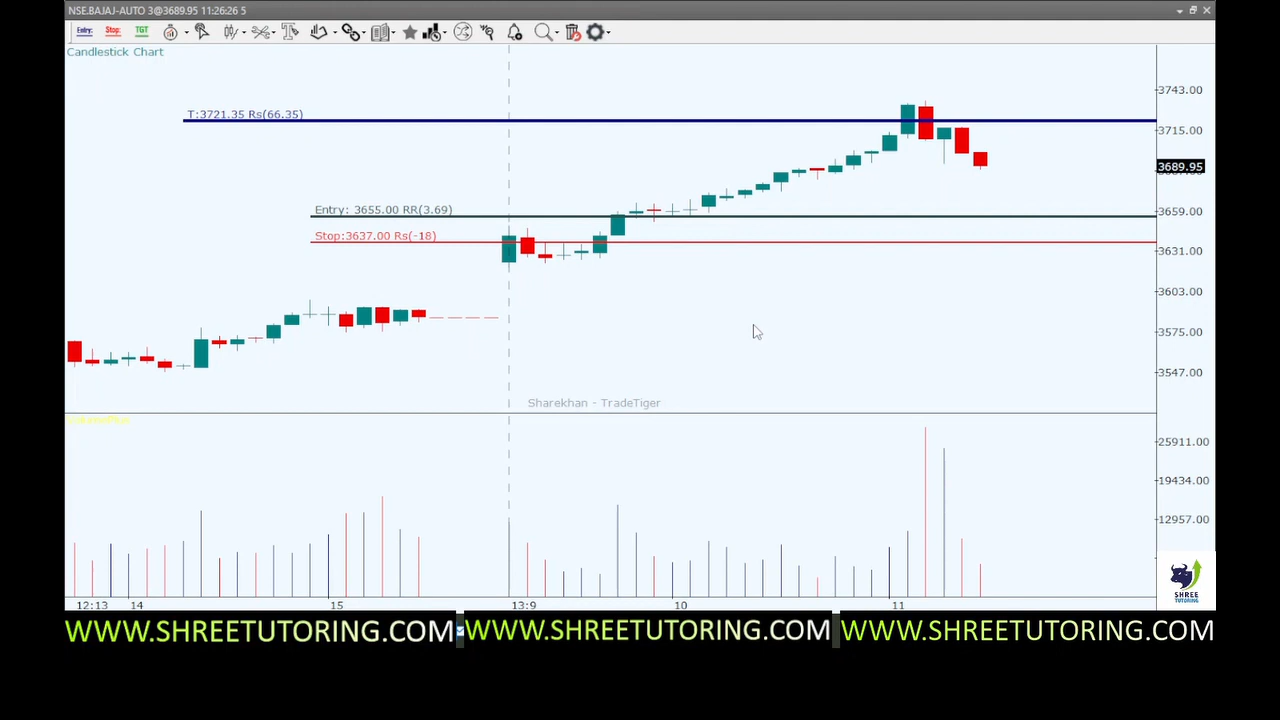 NSE.BAJAJ-AUTO 3@3689.95 11:26:26 5
Entry: Stop: TGT
Candlestick Chart
3743.00
T:3721.35 Rs(66.35)
3715.00
3689.95
Entry: 3655.00 RR(3.69)
3659.00
Stop:3637.00 Rs(-18)
3631.00
3603.00
3575.00
3547.00
Sharekhan - TradeTiger
25911.00
19434.00
12957.00
SHREE
TUTORING
12:13 14 15 13:9 10 11
WWW.SHREETUTORING.COM WWW.SHREETUTORING.COM WWW.SHREETUTORING.COM